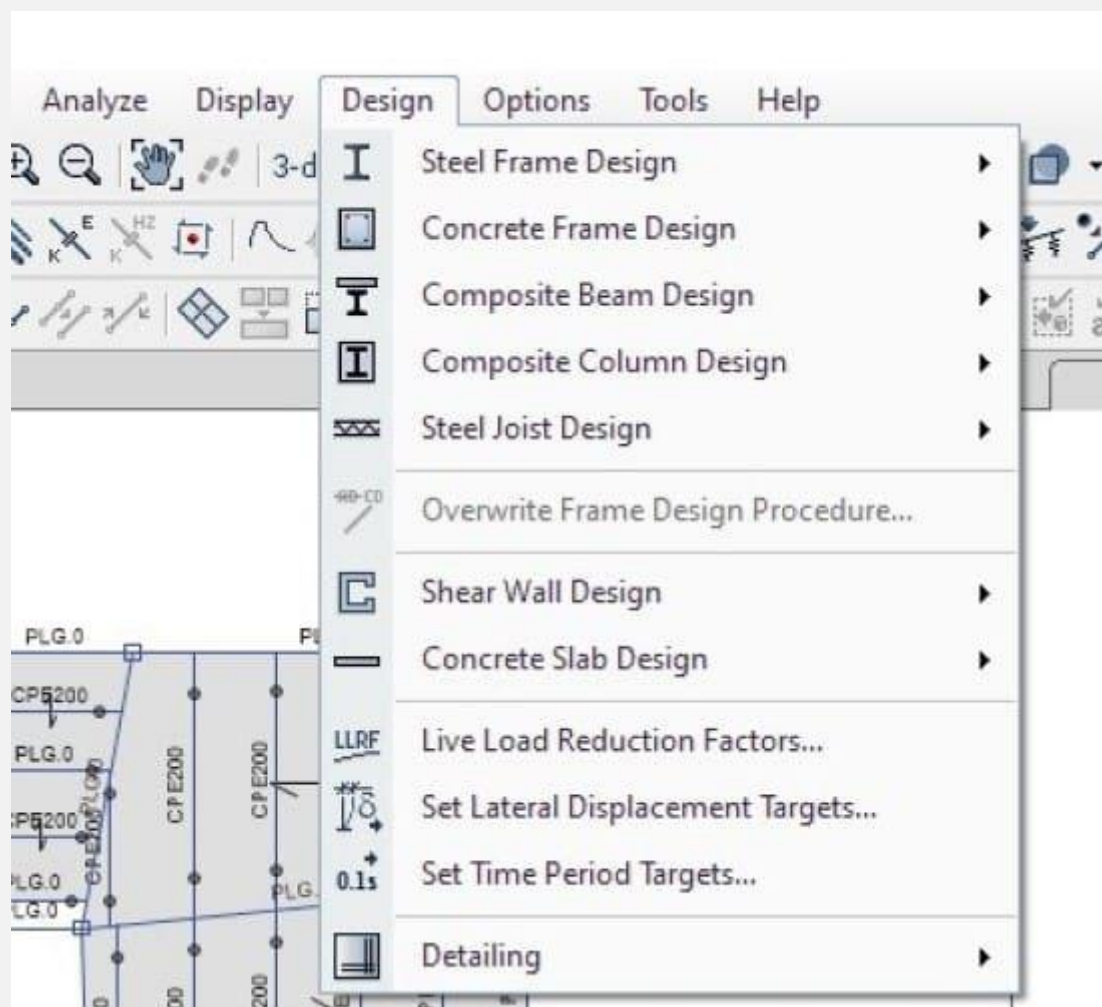 Analyze Display Design Options Tools Help
3-d
Steel Frame Design
E
K
HZ
K
Concrete Frame Design
Composite Beam Design
Composite Column Design
Steel Joist Design
Overwrite Frame Design Procedure...
Shear Wall Design
PLG.0
Concrete Slab Design
CPE200
LLRF Live Load Reduction Factors...
PLG.0
CPE200
CPE200
Set Lateral Displacement Targets...
CPE200
0.1s Set Time Period Targets...
Detailing